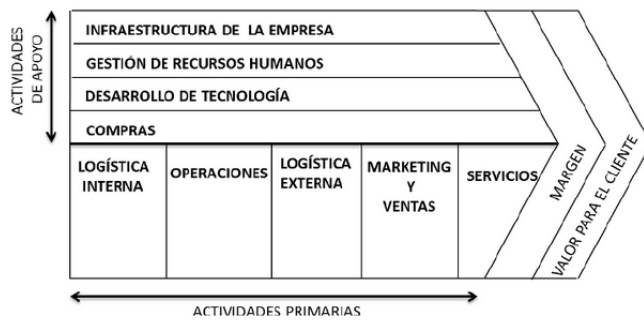 ACTIVIDADES
DE APOYO
INFRAESTRUCTURA DE LA EMPRESA
GESTIÓN DE RECURSOS HUMANOS
DESARROLLO DE TECNOLOGÍA
COMPRAS
LOGÍSTICA
INTERNA
OPERACIONES
LOGÍSTICA
EXTERNA
MARKETING
Y
VENTAS
SERVICIOS
MARGEN
VALOR PARA EL CLIENTE
ACTIVIDADES PRIMARIAS